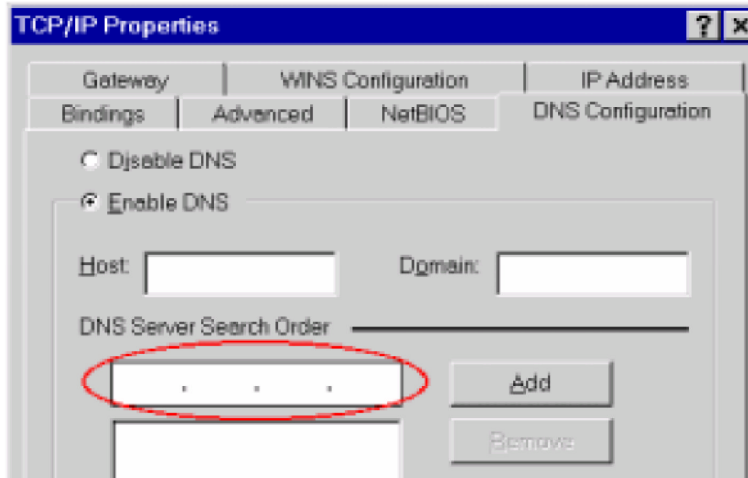 TCP/IP Properties
Gateway WINS Configuration IP Address
Bindings Advanced NetBIOS DNS Configuration
Disable DNS
Enable DNS
Host: Domain:
DNS Server Search Order
. . . Add
Remove